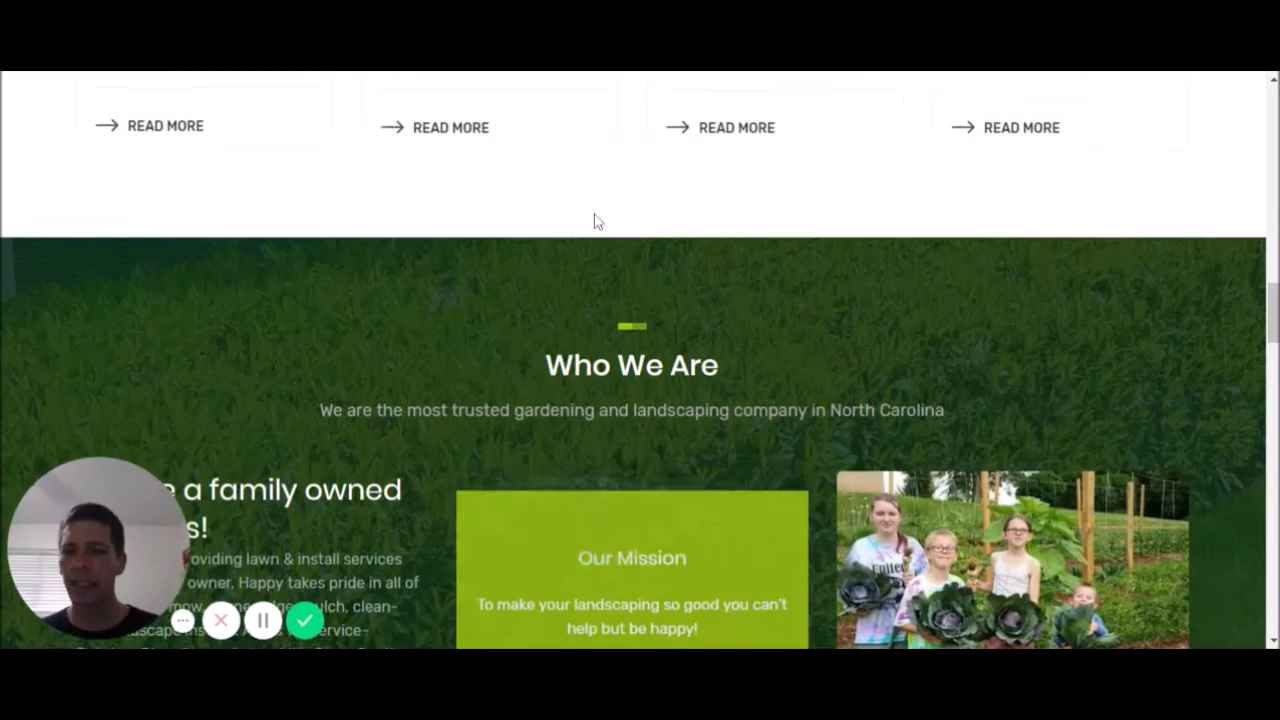 READ MORE
READ MORE
READ MORE
READ MORE
Who We Are
We are the most trusted gardening and landscaping company in North Carolina
a family owned
s!
oviding lawn & install services
owner, Happy takes pride in all of
mow,
ulch, clean-
ervice-
Our Mission
To make your landscaping so good you can't
help but be happy!